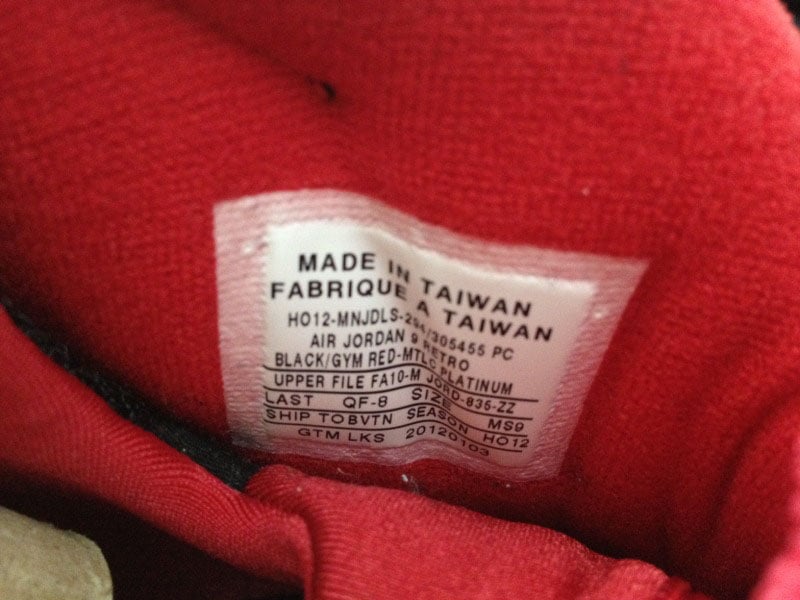 MADE IN TAIWAN
FABRIQUE A TAIWAN
HO12-MNJDLS-294/305455 PC
AIR JORDAN 9 RETRO
BLACK/GYM RED-MTLC PLATINUM
UPPER FILE FA10-M JORD-835-ZZ
LAST QF-8 SIZE MS9
SHIP TOBVTN SEASON HO12
GTM LKS 20120103